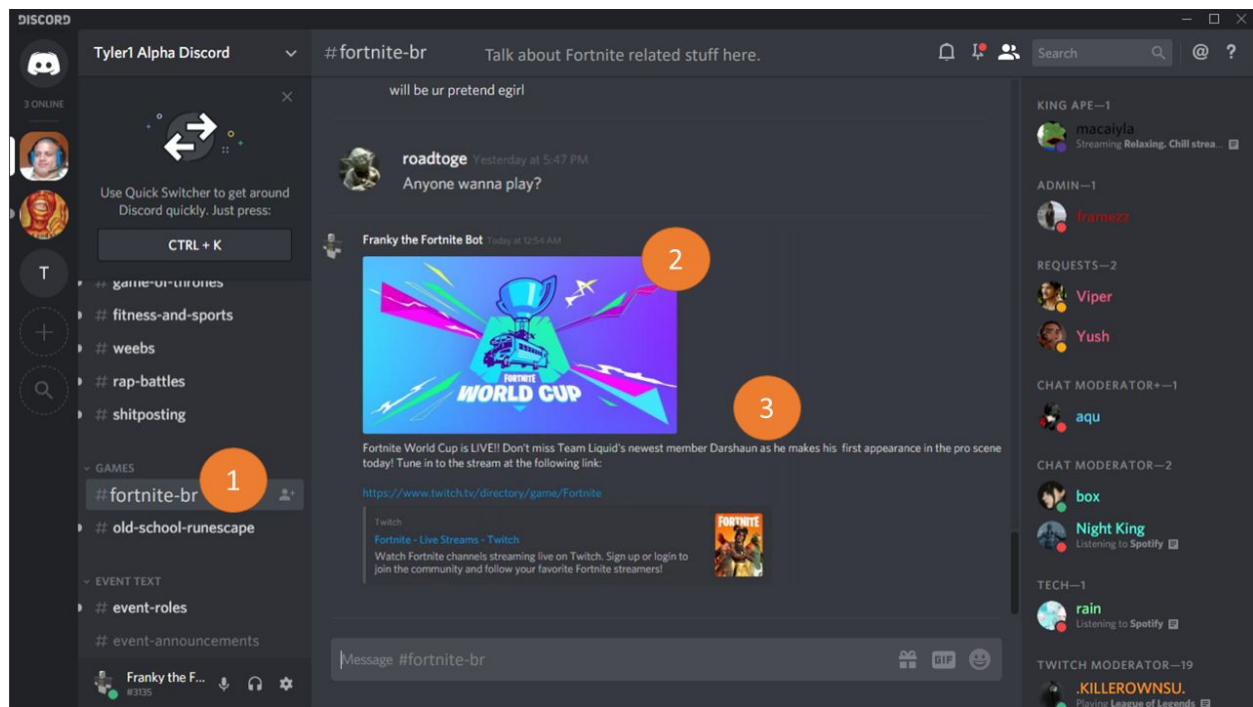 DISCORD
3 ONLINE
T
Tyler1 Alpha Discord
Use Quick Switcher to get around
Discord quickly. Just press:
CTRL + K
# game-of-thrones
# fitness-and-sports
# weebs
# rap-battles
# shitposting
GAMES
#fortnite-br
1
# old-school-runescape
EVENT TEXT
# event-roles
# event-announcements
Franky the F...
#3135
#fortnite-br
Talk about Fortnite related stuff here.
Search
@ ?
will be ur pretend egirl
roadtoge Yesterday at 5:47 PM
Anyone wanna play?
Franky the Fortnite Bot Today at 12:54 AM
2
FORTNITE
WORLD CUP
3
Fortnite World Cup is LIVE!! Don't miss Team Liquid's newest member Darshaun as he makes his first appearance in the pro scene
today! Tune in to the stream at the following link:
https://www.twitch.tv/directory/game/Fortnite
Twitch
Fortnite - Live Streams - Twitch
Watch Fortnite channels streaming live on Twitch. Sign up or login to
join the community and follow your favorite Fortnite streamers!
FORTNITE
Message #fortnite-br
GIF
KING APE—1
macaiyla
Streaming Relaxing. Chill strea...
ADMIN—1
framezz
REQUESTS—2
Viper
Yush
CHAT MODERATOR+—1
aqu
CHAT MODERATOR—2
box
Night King
Listening to Spotify
TECH—1
rain
Listening to Spotify
TWITCH MODERATOR—19
.KILLEROWNSU.
Playing League of Legends